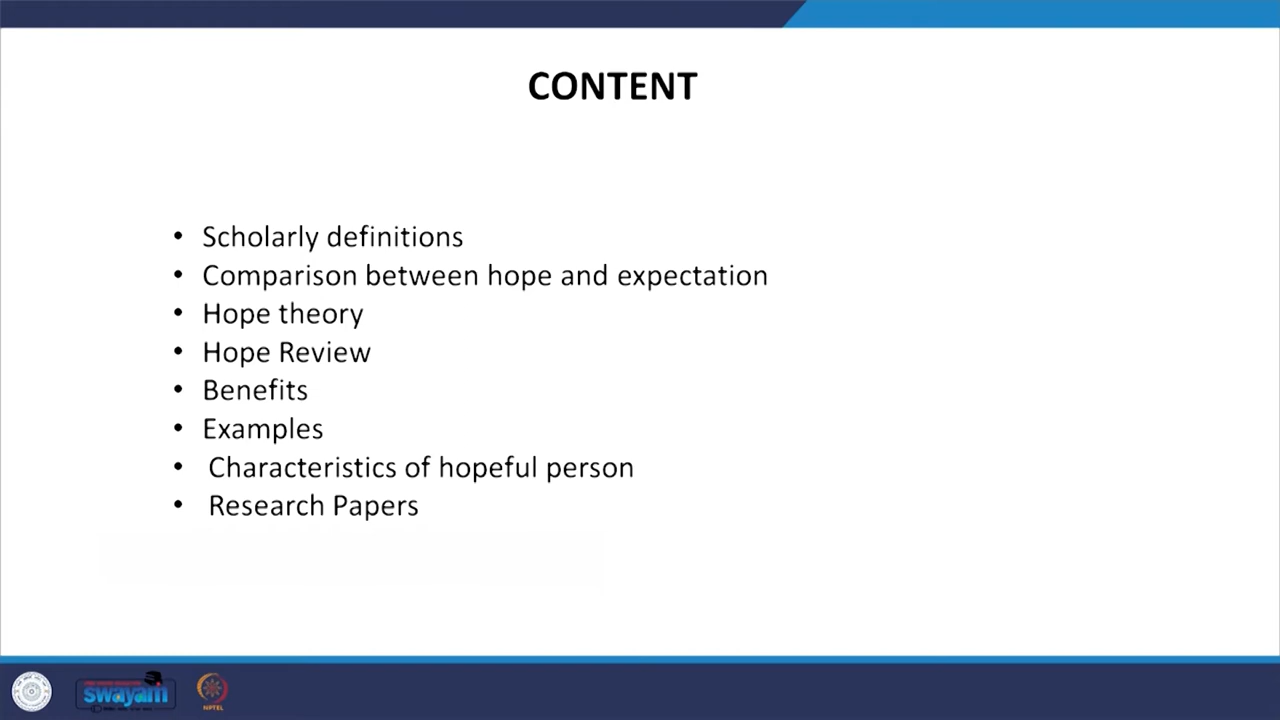 CONTENT
• Scholarly definitions
• Comparison between hope and expectation
• Hope theory
• Hope Review
• Benefits
• Examples
• Characteristics of hopeful person
• Research Papers
swayam
NPTEL